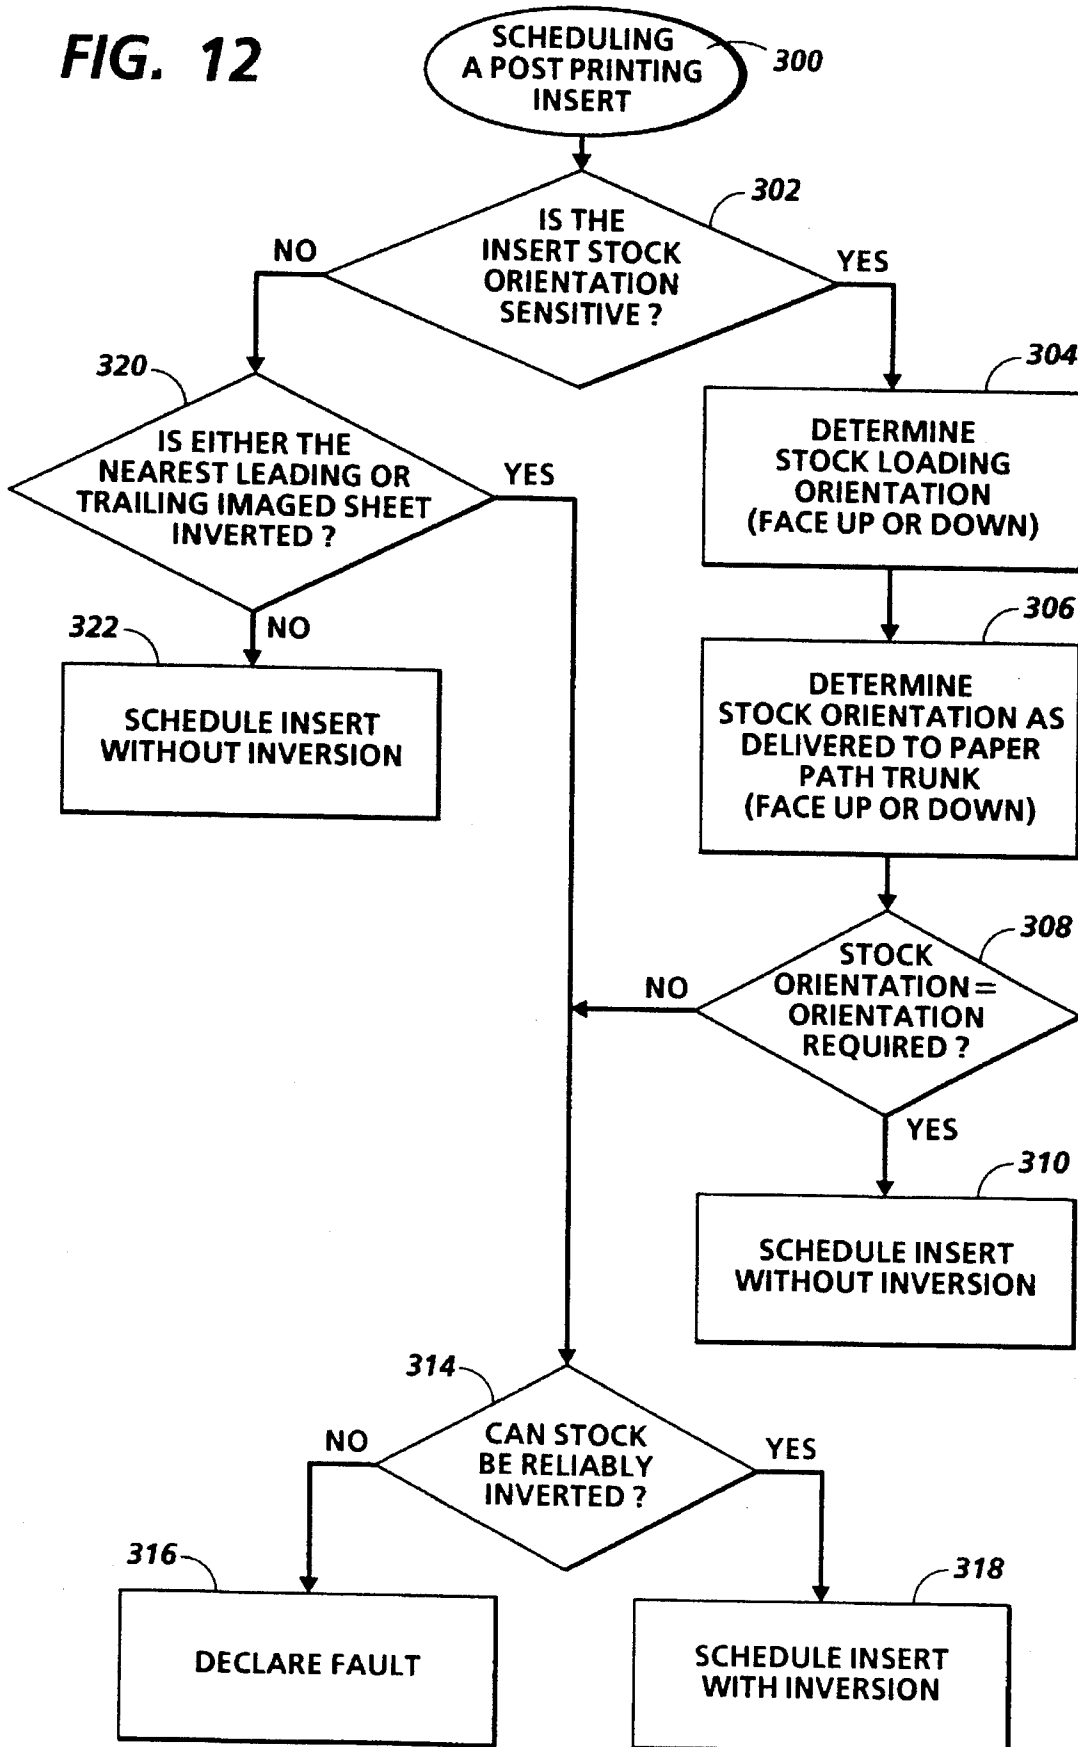 FIG. 12
SCHEDULING
A POST PRINTING
INSERT
300
302
IS THE
INSERT STOCK
ORIENTATION
SENSITIVE ?
NO
YES
304
DETERMINE
STOCK LOADING
ORIENTATION
(FACE UP OR DOWN)
320
IS EITHER THE
NEAREST LEADING OR
TRAILING IMAGED SHEET
INVERTED ?
YES
NO
322
SCHEDULE INSERT
WITHOUT INVERSION
306
DETERMINE
STOCK ORIENTATION AS
DELIVERED TO PAPER
PATH TRUNK
(FACE UP OR DOWN)
308
STOCK
ORIENTATION =
ORIENTATION
REQUIRED ?
NO
YES
310
SCHEDULE INSERT
WITHOUT INVERSION
314
CAN STOCK
BE RELIABLY
INVERTED ?
NO
YES
316
DECLARE FAULT
318
SCHEDULE INSERT
WITH INVERSION